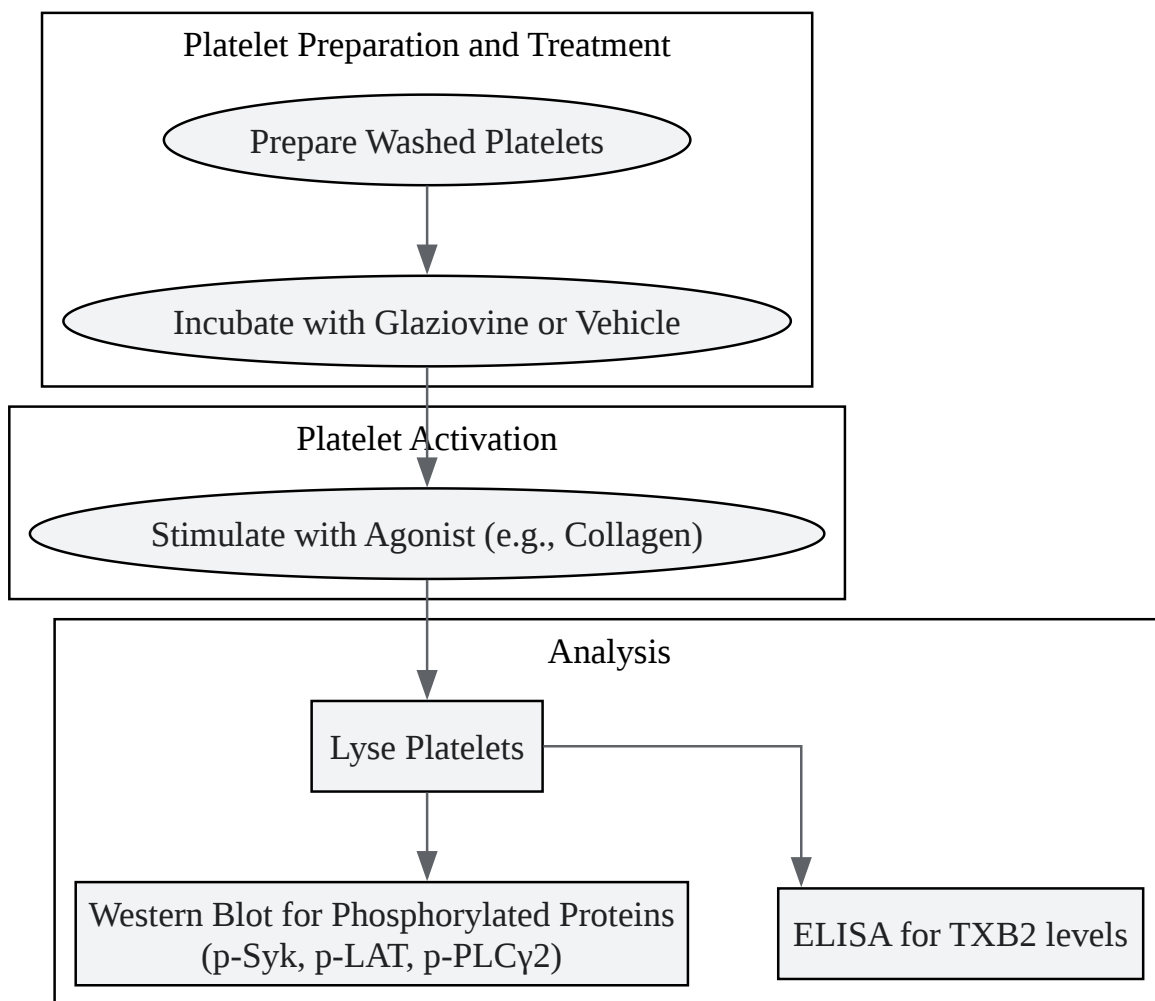 Platelet Preparation and Treatment
Prepare Washed Platelets
Incubate with Glaziovine or Vehicle
Platelet Activation
Stimulate with Agonist (e.g., Collagen)
Analysis
Lyse Platelets
Western Blot for Phosphorylated Proteins
(p-Syk, p-LAT, p-PLCγ2)
ELISA for TXB2 levels